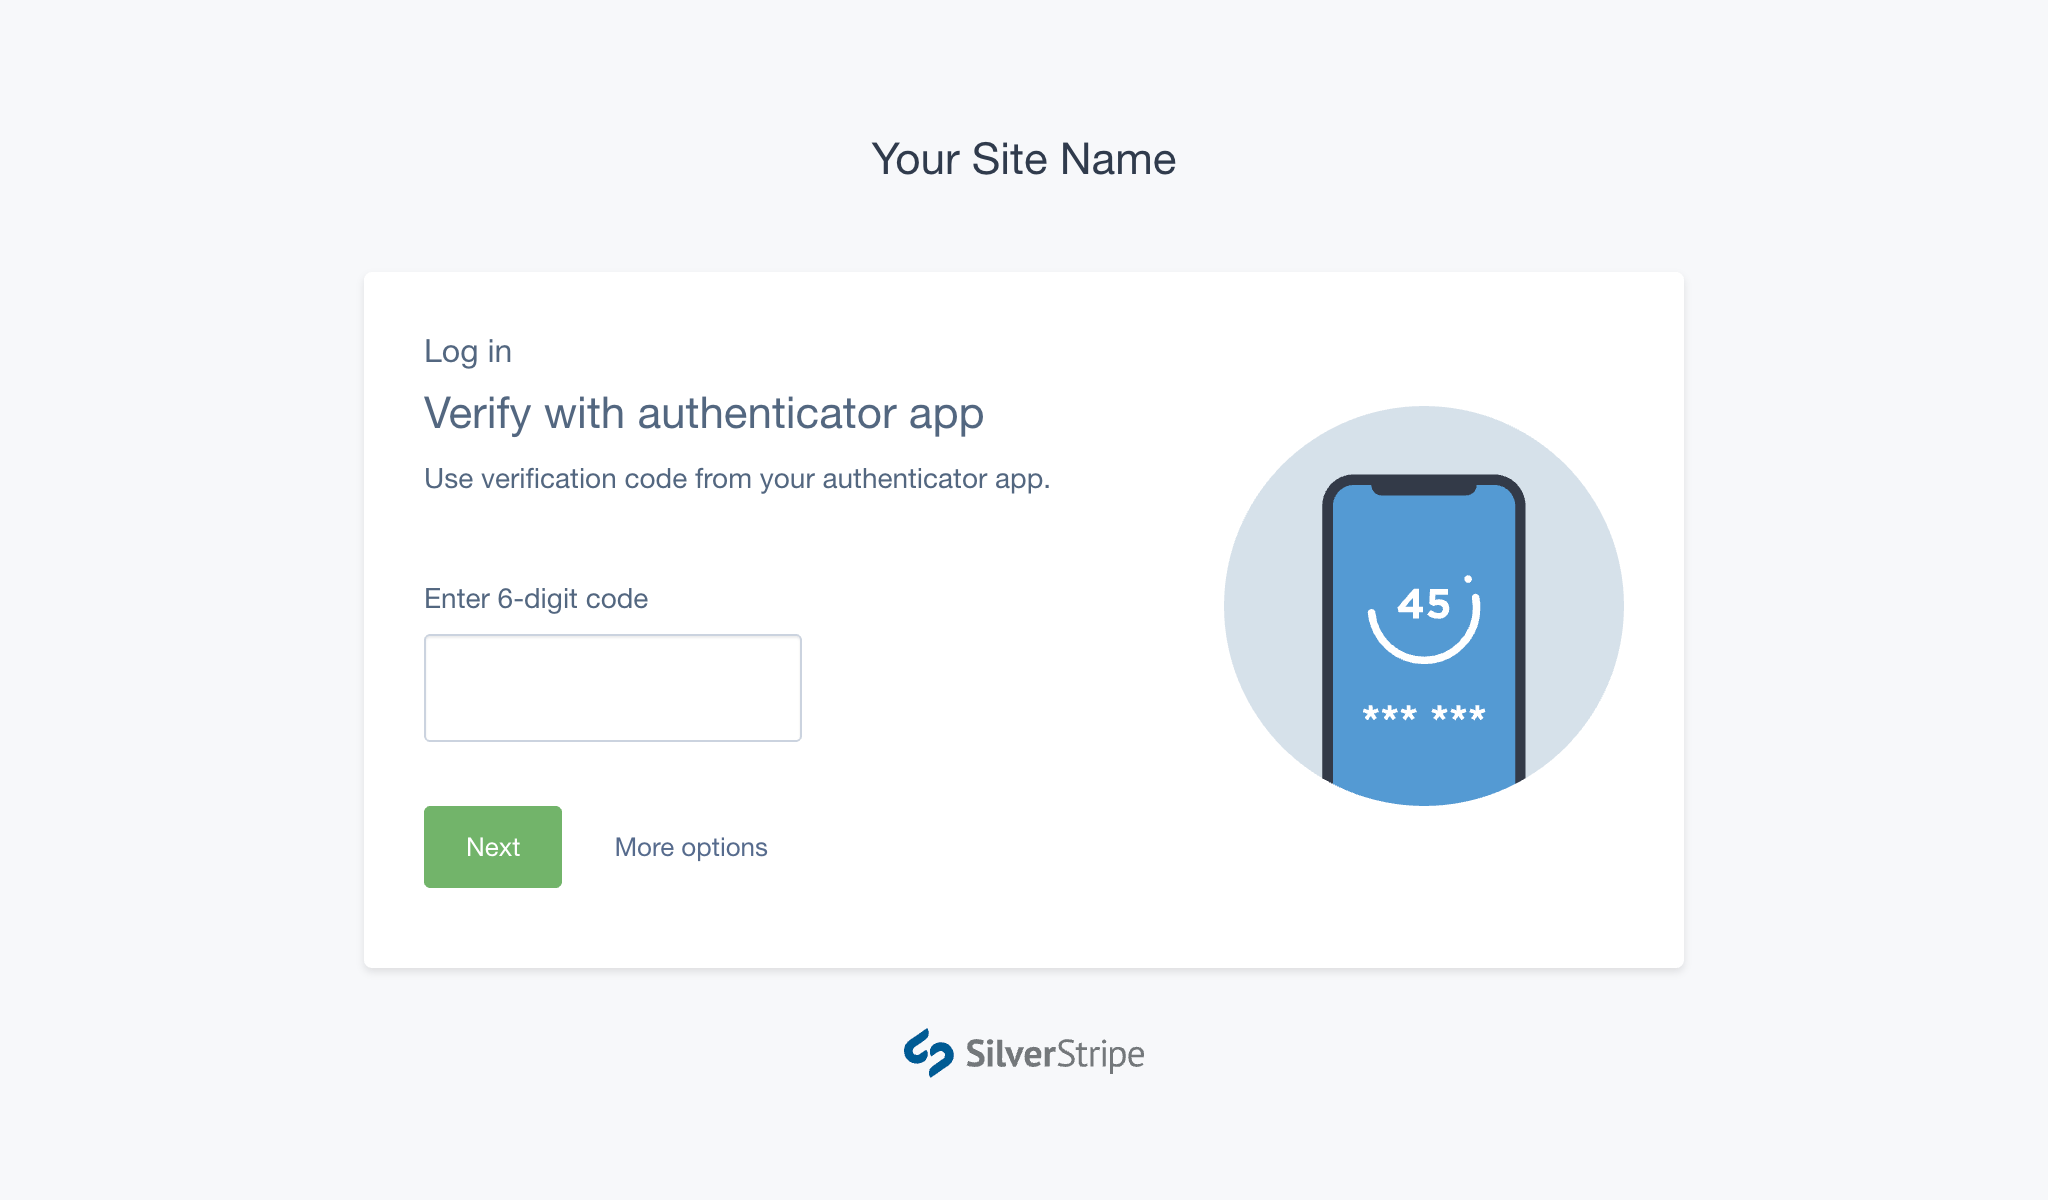 Your Site Name
Log in
Verify with authenticator app
Use verification code from your authenticator app.
Enter 6-digit code
45
*** ***
Next
More options
SilverStripe